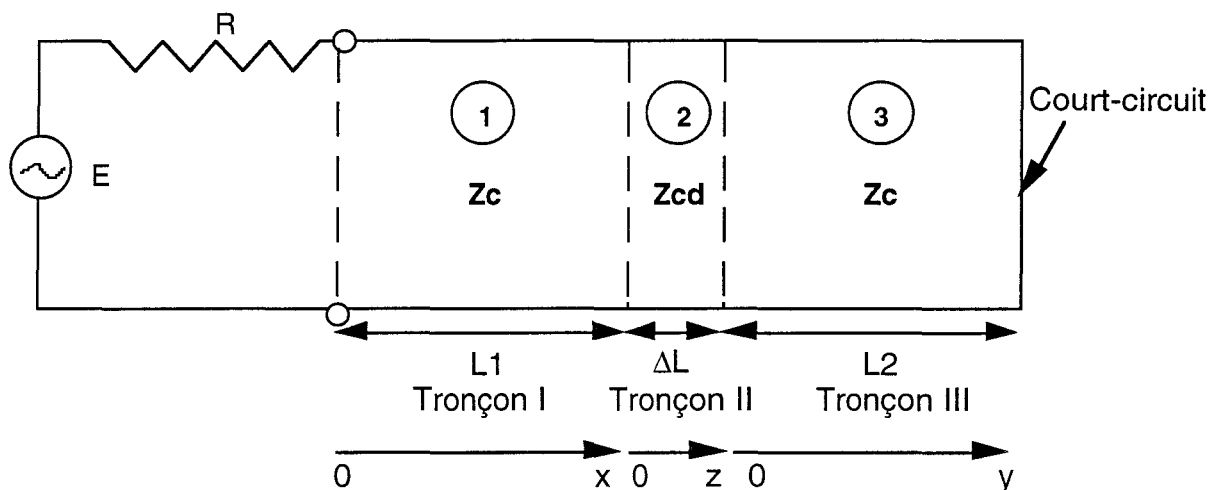 R
E
1 2 3
Zc Zcd Zc
Court-circuit
L1 ΔL L2
Tronçon I Tronçon II Tronçon III
0 x 0 z 0 y